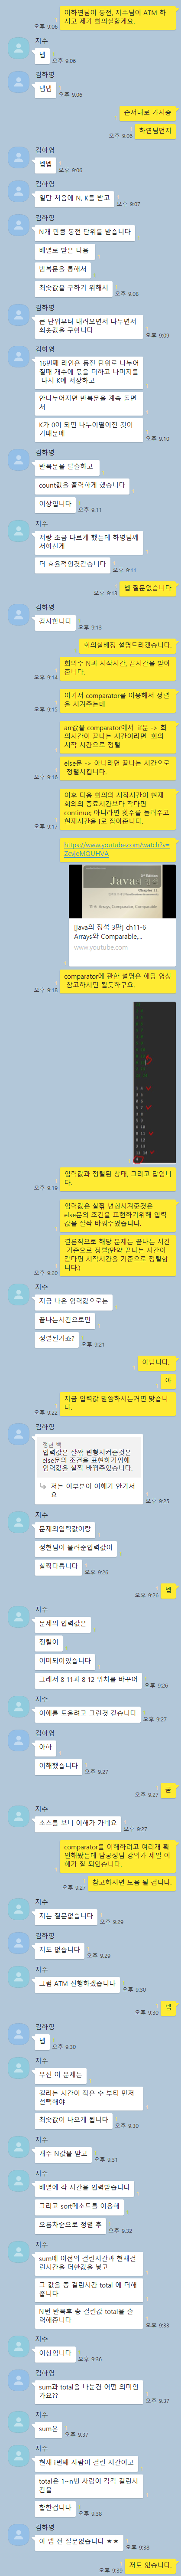 이하연님이 동전, 지수님이 ATM 하
시고 제가 회의실할게요.
오후 9:06
지수
넵
오후 9:06
김하영
넵넵
오후 9:06
순서대로 가시죵
하연님먼저
오후 9:06
김하영
넵넵
오후 9:06
김하영
일단 처음에 N, K를 받고
오후 9:07
김하영
N개 만큼 동전 단위를 받습니다
배열로 받은 다음
반복문을 통해서
최솟값을 구하기 위해서
오후 9:08
김하영
큰 단위부터 내려오면서 나누면서
최솟값을 구합니다
오후 9:09
김하영
16번째 라인은 동전 단위로 나누어
질때 개수에 몫을 더하고 나머지를
다시 K에 저장하고
안나누어지면 반복문을 계속 돌면
서
K가 0이 되면 나누어떨어진 것이
기때문에
오후 9:10
김하영
반복문을 탈출하고
count값을 출력하게 했습니다
이상입니다
오후 9:11
지수
저랑 조금 다르게 했는데 하영님께
서하신게
더 효율적인것같습니다
오후 9:11
넵 질문없습니다
오후 9:13
김하영
감사합니다
오후 9:13
회의실배정 설명드리겠습니다.
회의수 N과 시작시간, 끝시간을 받아
줍니다.
오후 9:14
여기서 comparator를 이용해서 정렬
을 시켜주는데
오후 9:15
arr값을 comparator에서 if문 -> 회
의시간이 끝나는 시간이라면 회의
시작 시간으로 정렬
else문 -> 아니라면 끝나는 시간으로
정렬시킵니다.
오후 9:16
이후 다음 회의의 시작시간이 현재
회의의 종료시간보다 작다면
continue; 아니라면 횟수를 늘려주고
현재시간을 i로 잡아줍니다.
오후 9:17
https://www.youtube.com/watch?v=
ZcvjeMQUHVA
[Java의 정석 3판] ch11-6
Arrays와 Comparable,,,
www.youtube.com
comparator에 관한 설명은 해당 영상
참고하시면 될듯하구요.
오후 9:18
입력값과 정렬된 상태, 그리고 답입니
다.
오후 9:19
입력값은 살짝 변형시켜준것은
else문의 조건을 표현하기위해 입력
값을 살짝 바꿔주었습니다.
결론적으로 해당 문제는 끝나는 시간
기준으로 정렬(만약 끝나는 시간이
같다면 시작시간을 기준으로 정렬합
니다.)
오후 9:20
지수
지금 나온 입력값으로는
끝나는시간으로만
정렬된거죠?
오후 9:21
아닙니다.
아
지금 입력값 말씀하시는거면 맞습니
다.
오후 9:22
김하영
입력값은 살짝 변형시켜준것은
else문의 조건을 표현하기위해
입력값을 살짝 바꿔주었습니다.
저는 이부분이 이해가 안가서
요
오후 9:25
지수
문제의입력값이랑
정현님이 올려준입력값이
살짝다릅니다
오후 9:26
넵
오후 9:26
지수
문제의 입력값은
정렬이
이미되어있습니다
그래서 8 11과 8 12 위치를 바꾸어
오후 9:26
지수
이해를 도울려고 그런것 같습니다
오후 9:27
김하영
아하
이해했습니다
오후 9:27
굳
오후 9:27
지수
소스를 보니 이해가 가네요
오후 9:27
comparator를 이해하려고 여러개 확
인해봤는데 남궁성님 강의가 제일 이
해가 잘 되었습니다.
참고하시면 도움 될 겁니다.
오후 9:27
지수
저는 질문없습니다
오후 9:29
김하영
저도 없습니다
오후 9:29
지수
그럼 ATM 진행하겠습니다
오후 9:30
넵
오후 9:30
김하영
넵
오후 9:30
지수
우선 이 문제는
걸리는 시간이 작은 수 부터 먼저
선택해야
최솟값이 나오게 됩니다
오후 9:30
지수
개수 N값을 받고
오후 9:31
지수
배열에 각 시간을 입력받습니다
그리고 sort메소드를 이용해
오름차순으로 정렬 후
오후 9:32
지수
sum에 이전의 걸린시간과 현재걸
린시간을 더한값을 넣고
그 값을 총 걸린시간 total 에 더해
줍니다
N번 반복후 총 걸린값 total을 출
력해줍니다
오후 9:33
지수
이상입니다
오후 9:36
김하영
sum과 total을 나눈건 어떤 의미인
가요??
오후 9:37
지수
sum은
오후 9:37
지수
현재 i번째 사람이 걸린 시간이고
total은 1~n번 사람이 각각 걸린시
간을
합한겁니다
오후 9:38
김하영
아 넵 전 질문없습니다 ㅎㅎ
오후 9:38
저도 없습니다.
오후 9:39